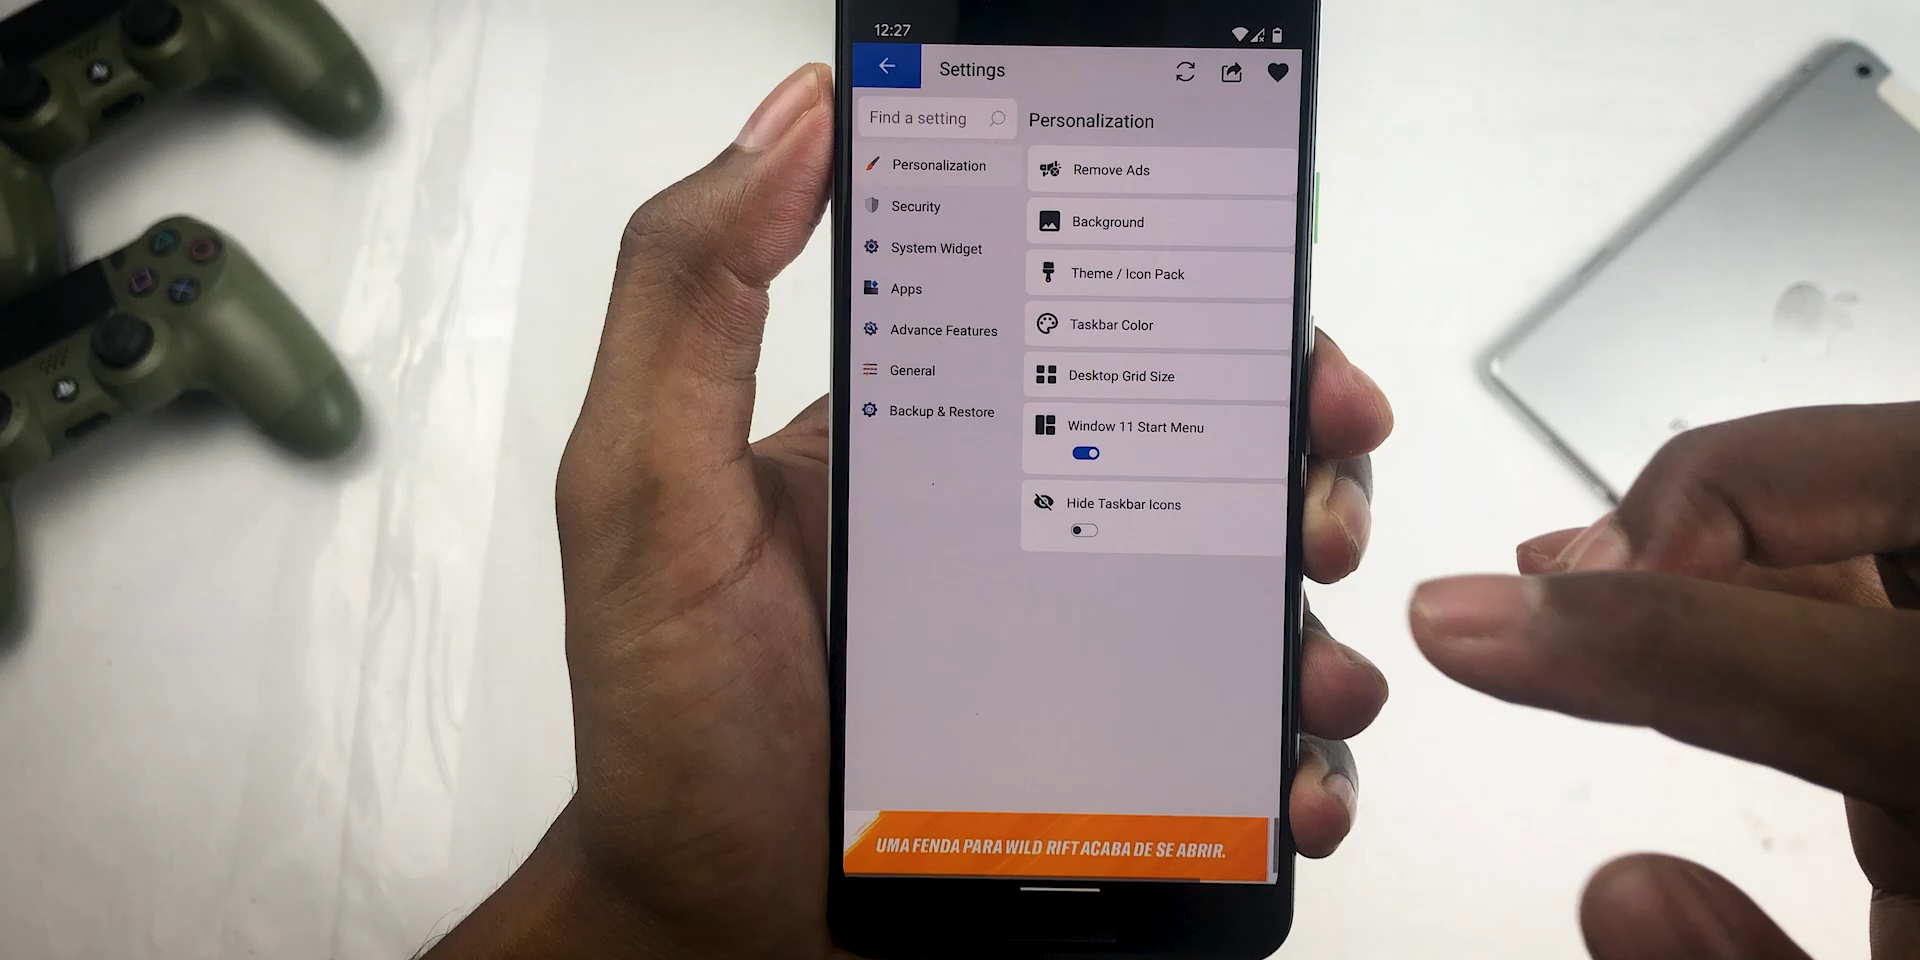 12:27
Settings
Find a setting
Personalization
Security
System Widget
Apps
Advance Features
General
Backup & Restore
Personalization
Remove Ads
Background
Theme / Icon Pack
Taskbar Color
Desktop Grid Size
Window 11 Start Menu
Hide Taskbar Icons
UMA FENDA PARA WILD RIFT ACABA DE SE ABRIR.